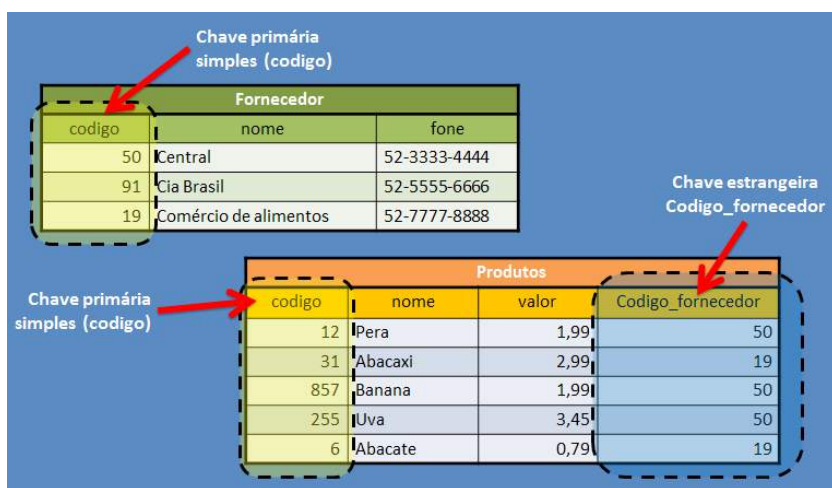 Chave primária
simples (codigo)
Fornecedor
codigo nome fone
50 Central 52-3333-4444
91 Cia Brasil 52-5555-6666
19 Comércio de alimentos 52-7777-8888
Chave estrangeira
Codigo_fornecedor
Chave primária
simples (codigo)
Produtos
codigo nome valor Codigo_fornecedor
12 Pera 1,99 50
31 Abacaxi 2,99 19
857 Banana 1,99 50
255 Uva 3,45 50
6 Abacate 0,79 19